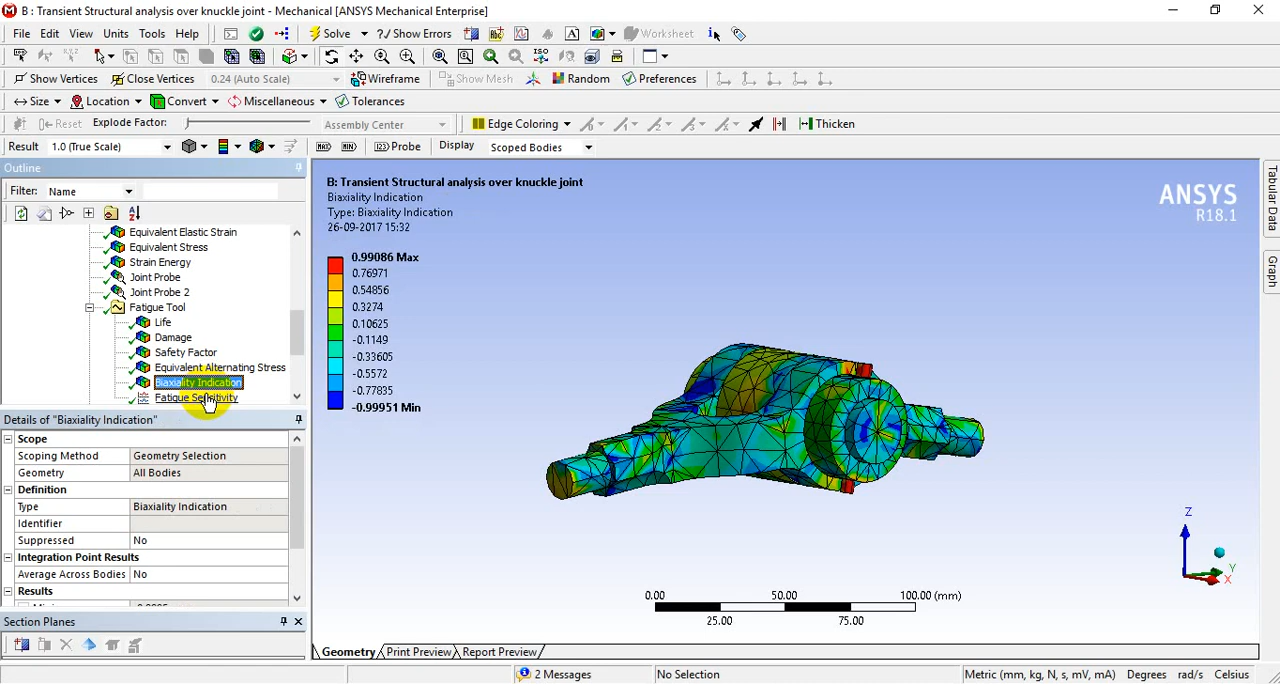 B : Transient Structural analysis over knuckle joint - Mechanical [ANSYS Mechanical Enterprise]
File Edit View Units Tools Help Solve ?/ Show Errors Worksheet
Show Vertices Close Vertices 0.24 (Auto Scale) Wireframe Show Mesh Random Preferences
Size Location Convert Miscellaneous Tolerances
Reset Explode Factor: Assembly Center Edge Coloring Thicken
Result 1.0 (True Scale) MAX MIN 123 Probe Display Scoped Bodies
Outline
Filter: Name
Equivalent Elastic Strain
Equivalent Stress
Strain Energy
Joint Probe
Joint Probe 2
Fatigue Tool
Life
Damage
Safety Factor
Equivalent Alternating Stress
Biaxiality Indication
Fatigue Sensitivity
Details of "Biaxiality Indication"
Scope
Scoping Method Geometry Selection
Geometry All Bodies
Definition
Type Biaxiality Indication
Identifier
Suppressed No
Integration Point Results
Average Across Bodies No
Results
Section Planes
B: Transient Structural analysis over knuckle joint
Biaxiality Indication
Type: Biaxiality Indication
26-09-2017 15:32
0.99086 Max
0.76971
0.54856
0.3274
0.10625
-0.1149
-0.33605
-0.5572
-0.77835
-0.99951 Min
ANSYS
R18.1
Z
Y
X
0.00 50.00 100.00 (mm)
25.00 75.00
Geometry Print Preview Report Preview
Tabular Data
Graph
2 Messages No Selection Metric (mm, kg, N, s, mV, mA) Degrees rad/s Celsius